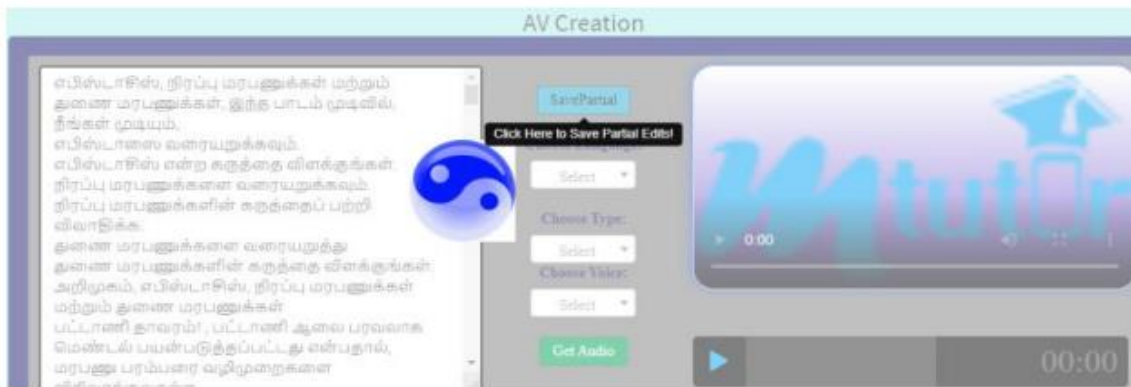 AV Creation
எபிஸ்டாசிஸ், நிரப்பு மரபணுக்கள் மற்றும்
துணை மரபணுக்கள். இந்த பாடம் முடிவில்,
நீங்கள் முடியும்,
எபிஸ்டாஸை வரையறுக்கவும்.
எபிஸ்டாசிஸ் என்ற கருத்தை விளக்குங்கள்.
நிரப்பு மரபணுக்களை வரையறுக்கவும்
நிரப்பு மரபணுக்களின் கருத்தைப் பற்றி
விவாதிக்க.
துணை மரபணுக்களை வரையறுத்து
துணை மரபணுக்களின் கருத்தை விளக்குங்கள்.
அறிமுகம், எபிஸ்டாசிஸ், நிரப்பு மரபணுக்கள்
மற்றும் துணை மரபணுக்கள்
பட்டாணி தாவரம்! , பட்டாணி ஆலை பரவலாக
மெண்டல் பயன்படுத்தப்பட்டது என்பதால்,
மரபணு பரம்பரை வழிமுறைகளை
SavePartial
Click Here to Save Partial Edits!
Select
Choose Type:
Select
Choose Voice:
Select
Get Audio
mtutor
0:00
00:00